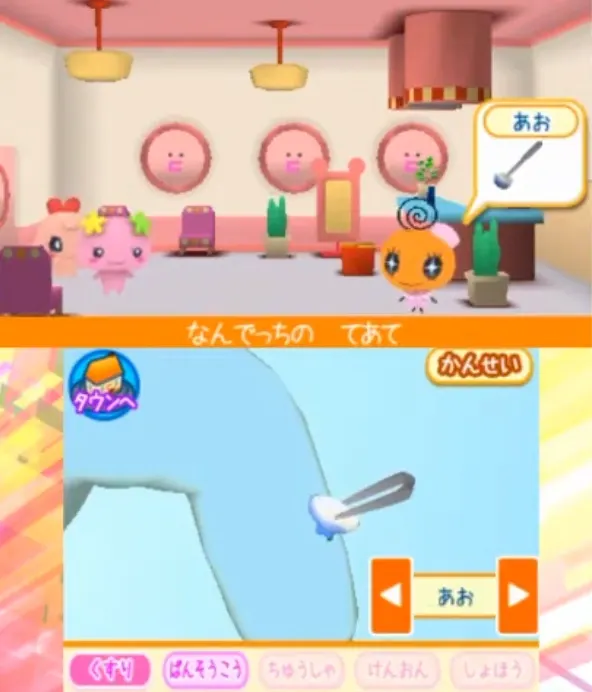 あお
なんでっちの　てあて
タウンへ
かんせい
あお
くすり ばんそうこう ちゅうしゃ けんおん しょほう